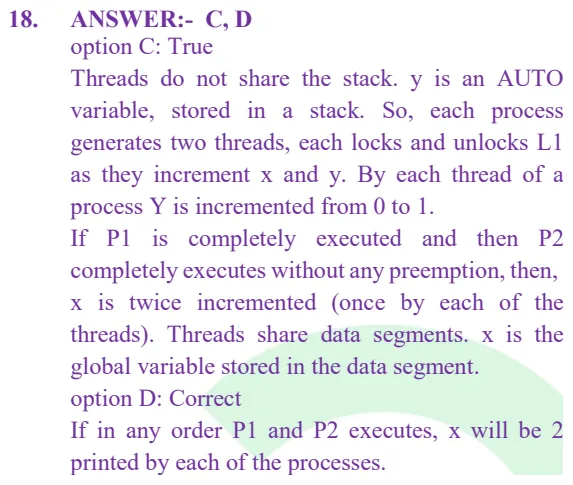 18. ANSWER:- C, D
option C: True
Threads do not share the stack. y is an AUTO
variable, stored in a stack. So, each process
generates two threads, each locks and unlocks L1
as they increment x and y. By each thread of a
process Y is incremented from 0 to 1.
If P1 is completely executed and then P2
completely executes without any preemption, then,
x is twice incremented (once by each of the
threads). Threads share data segments. x is the
global variable stored in the data segment.
option D: Correct
If in any order P1 and P2 executes, x will be 2
printed by each of the processes.